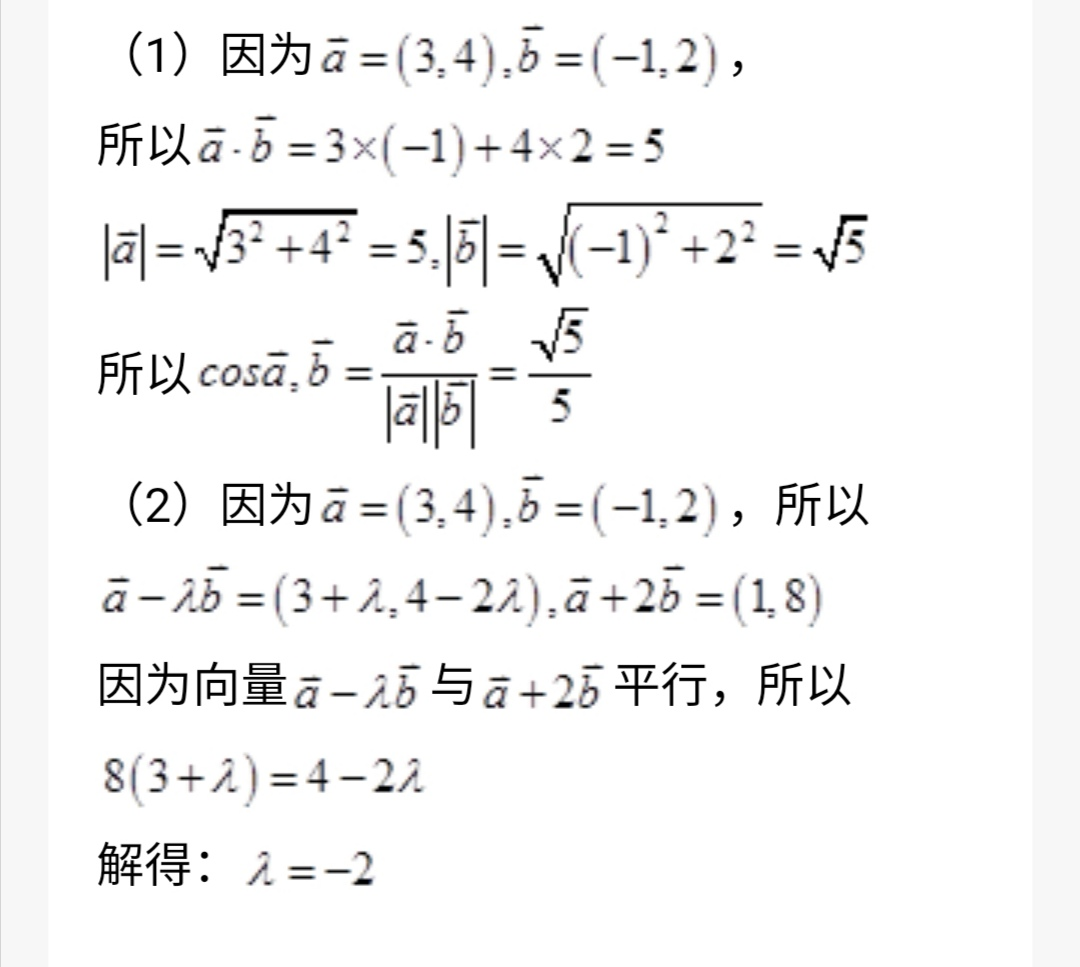 （1）因为 a⃗ = (3,4), b⃗ = (−1,2)，
所以 a⃗ · b⃗ = 3×(−1)+4×2 = 5
|a⃗| = √(3²+4²) = 5, |b⃗| = √((−1)²+2²) = √5
所以 cos a⃗, b⃗ = (a⃗ · b⃗)/(|a⃗||b⃗|) = √5/5
（2）因为 a⃗ = (3,4), b⃗ = (−1,2)，所以
a⃗ − λb⃗ = (3+λ, 4−2λ), a⃗ + 2b⃗ = (1,8)
因为向量 a⃗ − λb⃗ 与 a⃗ + 2b⃗ 平行，所以
8(3+λ) = 4−2λ
解得： λ = −2